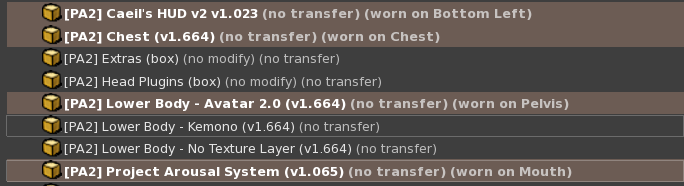 [PA2] Caeil's HUD v2 v1.023 (no transfer) (worn on Bottom Left)
[PA2] Chest (v1.664) (no transfer) (worn on Chest)
[PA2] Extras (box) (no modify) (no transfer)
[PA2] Head Plugins (box) (no modify) (no transfer)
[PA2] Lower Body - Avatar 2.0 (v1.664) (no transfer) (worn on Pelvis)
[PA2] Lower Body - Kemono (v1.664) (no transfer)
[PA2] Lower Body - No Texture Layer (v1.664) (no transfer)
[PA2] Project Arousal System (v1.065) (no transfer) (worn on Mouth)